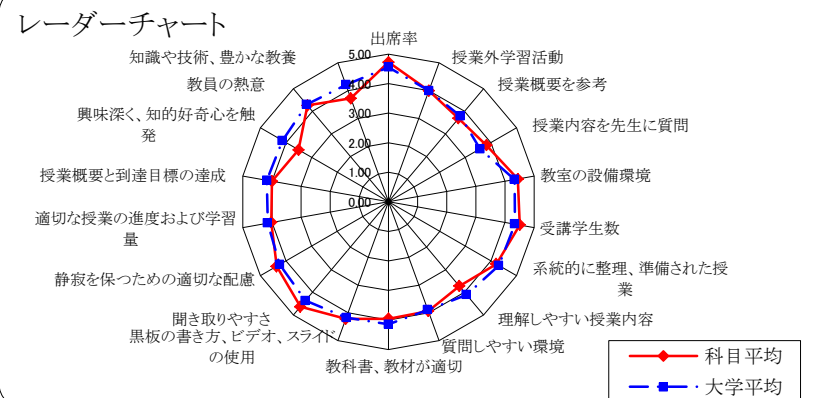 レーダーチャート
出席率
授業外学習活動
授業概要を参考
授業内容を先生に質問
教室の設備環境
受講学生数
系統的に整理、準備された授
業
理解しやすい授業内容
質問しやすい環境
教科書、教材が適切
黒板の書き方、ビデオ、スライド
の使用
聞き取りやすさ
静寂を保つための適切な配慮
適切な授業の進度および学習
量
授業概要と到達目標の達成
興味深く、知的好奇心を触
発
教員の熱意
知識や技術、豊かな教養
5.00
4.00
3.00
2.00
1.00
0.00
科目平均
大学平均